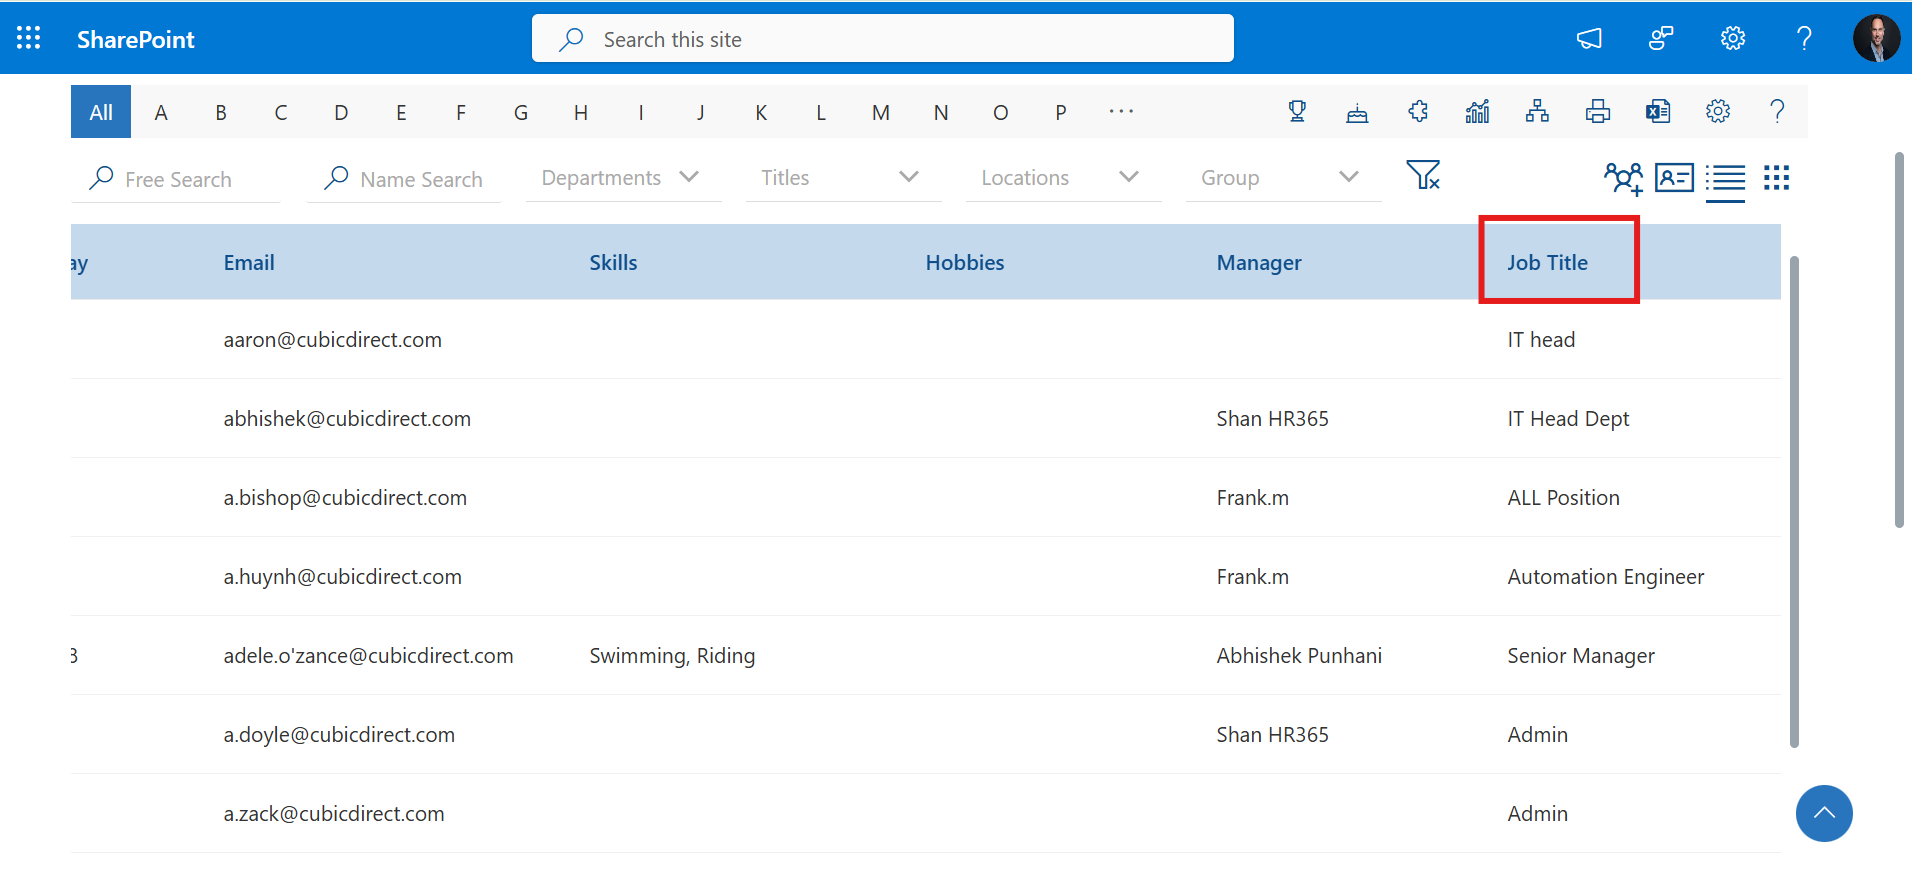 SharePoint
Search this site
All A B C D E F G H I J K L M N O P ...
Free Search Name Search Departments Titles Locations Group
ay Email Skills Hobbies Manager Job Title
aaron@cubicdirect.com IT head
abhishek@cubicdirect.com Shan HR365 IT Head Dept
a.bishop@cubicdirect.com Frank.m ALL Position
a.huynh@cubicdirect.com Frank.m Automation Engineer
3 adele.o'zance@cubicdirect.com Swimming, Riding Abhishek Punhani Senior Manager
a.doyle@cubicdirect.com Shan HR365 Admin
a.zack@cubicdirect.com Admin